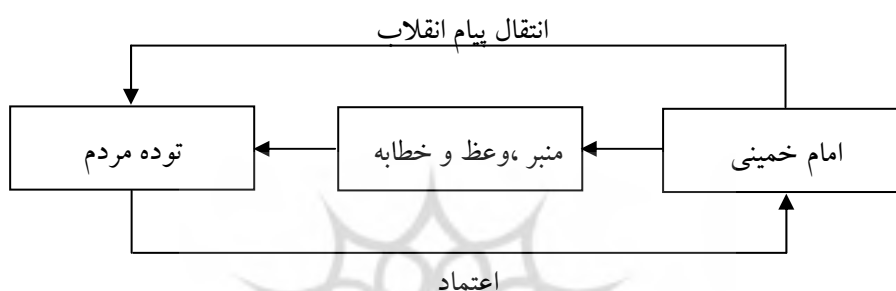 انتقال پیام انقلاب
امام خمینی
منبر ،وعظ و خطابه
توده مردم
اعتماد